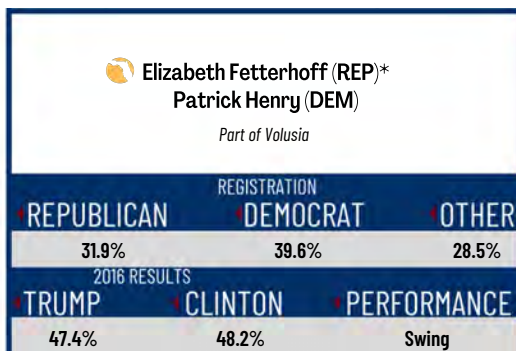 Elizabeth Fetterhoff (REP)*
Patrick Henry (DEM)
Part of Volusia
REGISTRATION
REPUBLICAN DEMOCRAT OTHER
31.9% 39.6% 28.5%
2016 RESULTS
TRUMP CLINTON PERFORMANCE
47.4% 48.2% Swing